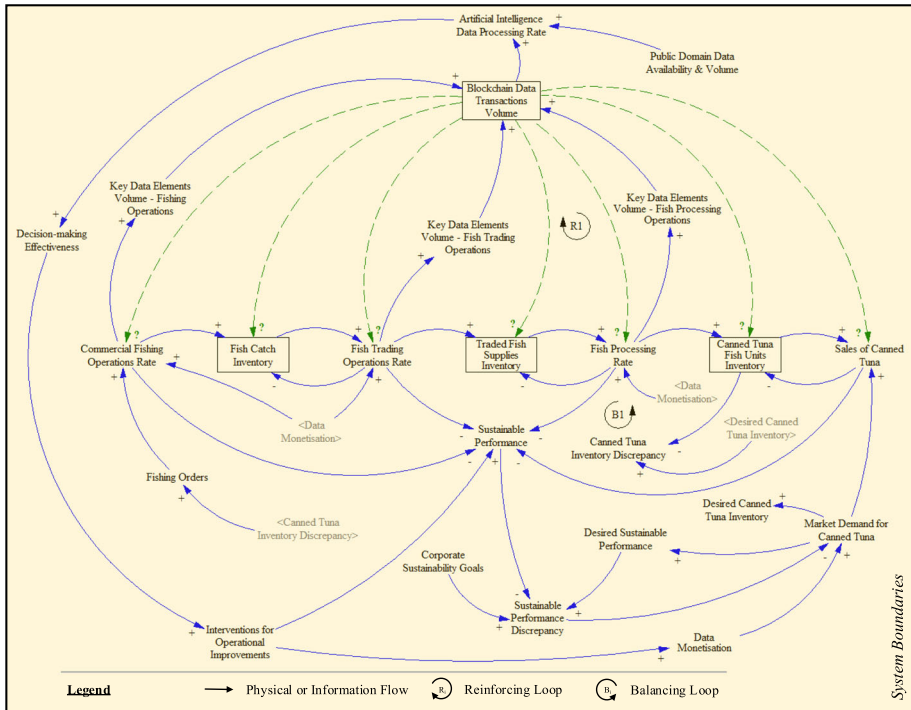 Artificial Intelligence
Data Processing Rate
+
+
+
Public Domain Data
Availability & Volume
+
Blockchain Data
Transactions
Volume
+
+
+
Key Data Elements
Volume - Fishing
Operations
+
+
Decision-making
Effectiveness
Key Data Elements
Volume - Fish Trading
Operations
+
R1
Key Data Elements
Volume - Fish Processing
Operations
+
?
?
?
?
?
?
?
+
+
+
+
+
+
Commercial Fishing
Operations Rate
Fish Catch
Inventory
Fish Trading
Operations Rate
Traded Fish
Supplies
Inventory
Fish Processing
Rate
Canned Tuna
Fish Units
Inventory
Sales of Canned
Tuna
+
+
-
+
-
+
-
+
<Data
Monetisation>
<Data
Monetisation>
B1
<Desired Canned
Tuna Inventory>
Sustainable
Performance
-
-
-
-
+
Canned Tuna
Inventory Discrepancy
-
+
Fishing Orders
+
<Canned Tuna
Inventory Discrepancy>
Desired Canned
Tuna Inventory
+
Market Demand for
Canned Tuna
-
+
Desired Sustainable
Performance
+
Corporate
Sustainability Goals
-
+
+
Sustainable
Performance
Discrepancy
+
Interventions for
Operational
Improvements
Data
Monetisation
+
System Boundaries
Legend
Physical or Information Flow
Ri
Reinforcing Loop
Bi
Balancing Loop